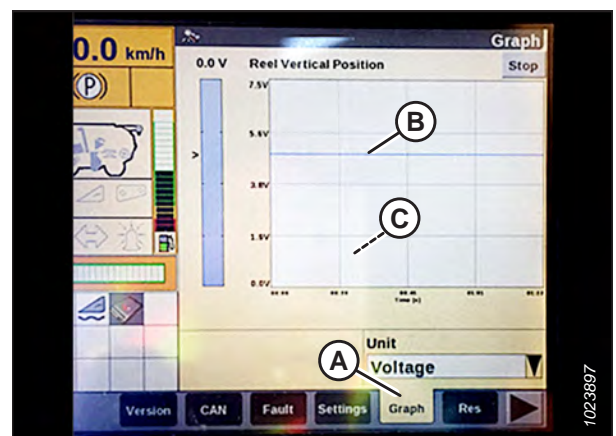 0.0 km/h
Graph
0.0 V
Reel Vertical Position
Stop
(P)
7.5V
B
5.6V
V
3.8V
C
1.9V
0.0V
Time [s]
Unit
A
Voltage
Version
CAN
Fault
Settings
Graph
Res
1023897